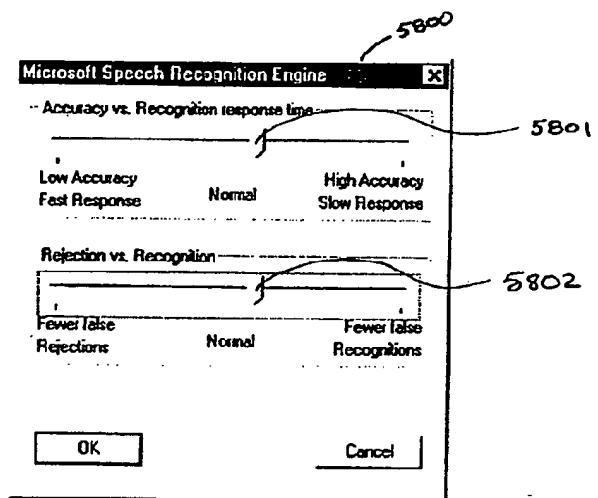 5800
Microsoft Speech Recognition Engine
Accuracy vs. Recognition response time
5801
Low Accuracy
Fast Response
Normal
High Accuracy
Slow Response
Rejection vs. Recognition
5802
Fewer false
Rejections
Normal
Fewer false
Recognitions
OK
Cancel